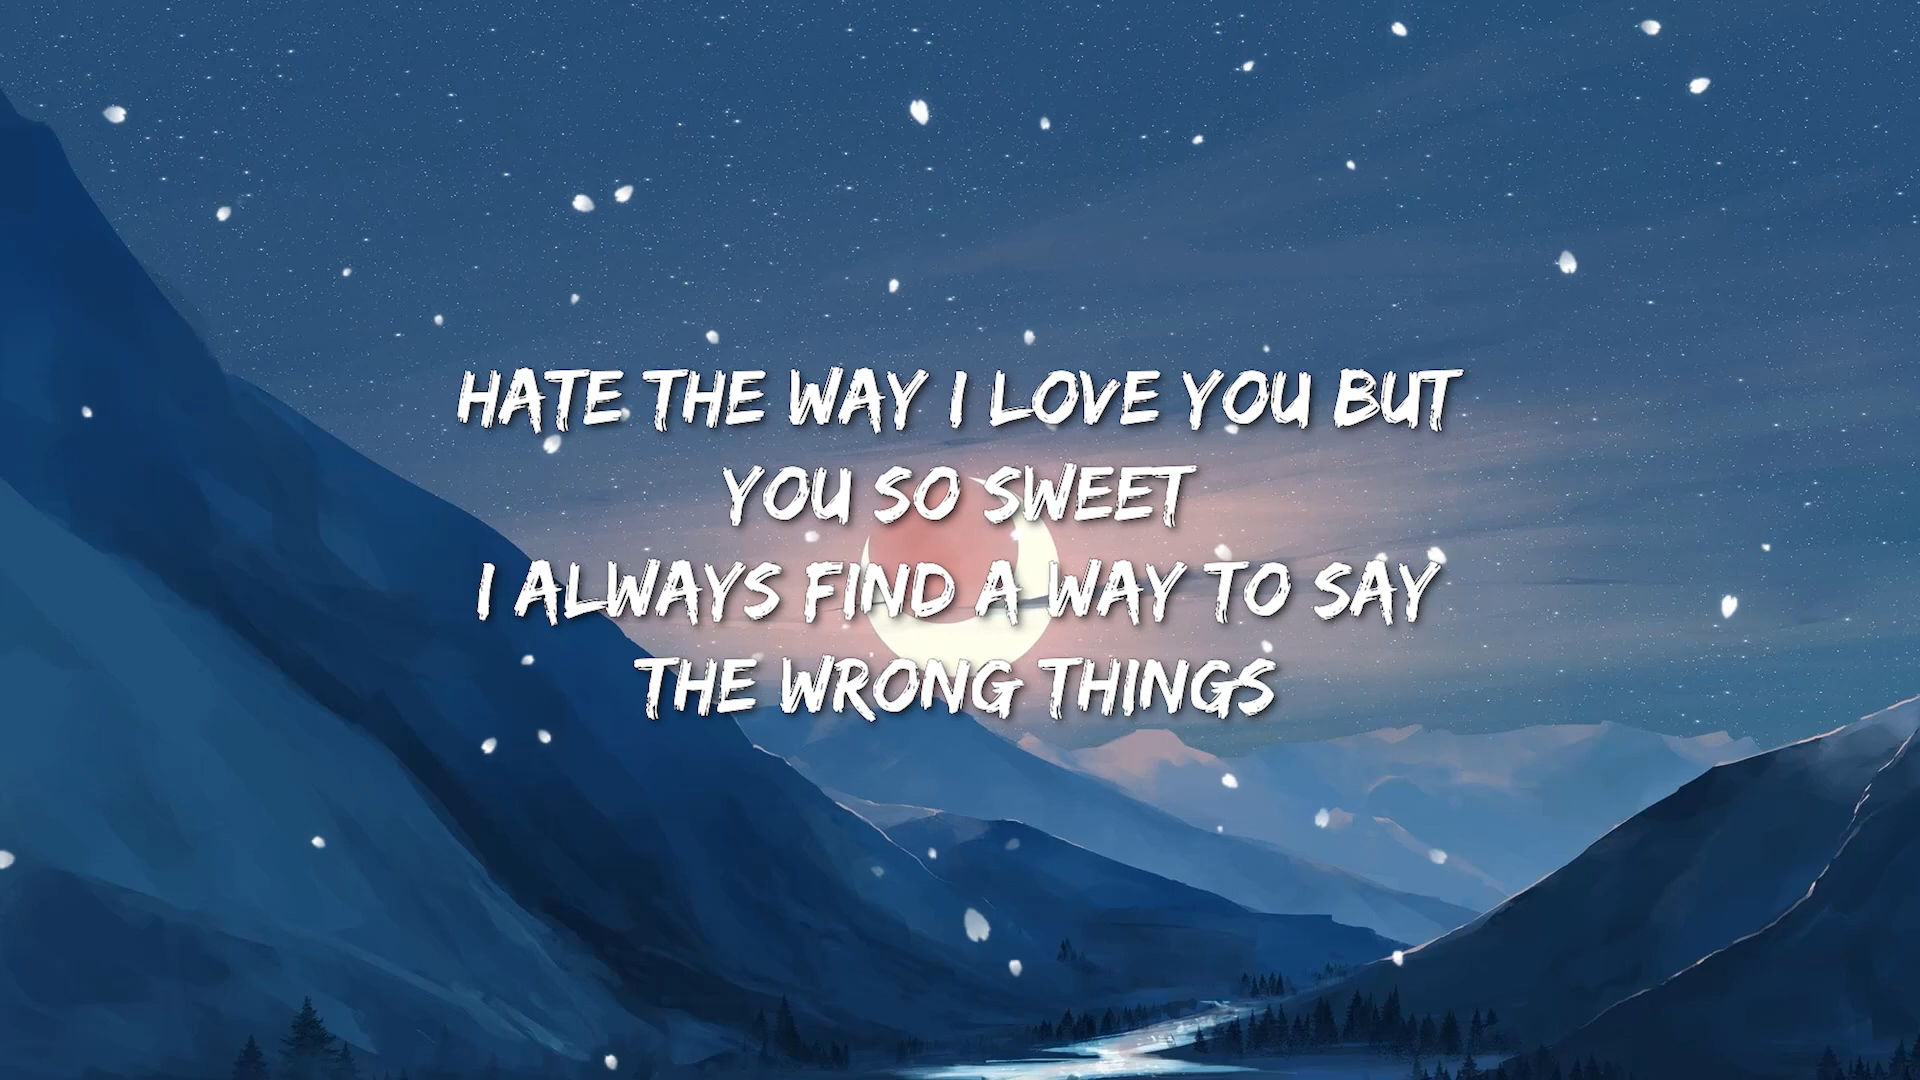 HATE THE WAY I LOVE YOU BUT
YOU SO SWEET
I ALWAYS FIND A WAY TO SAY
THE WRONG THINGS